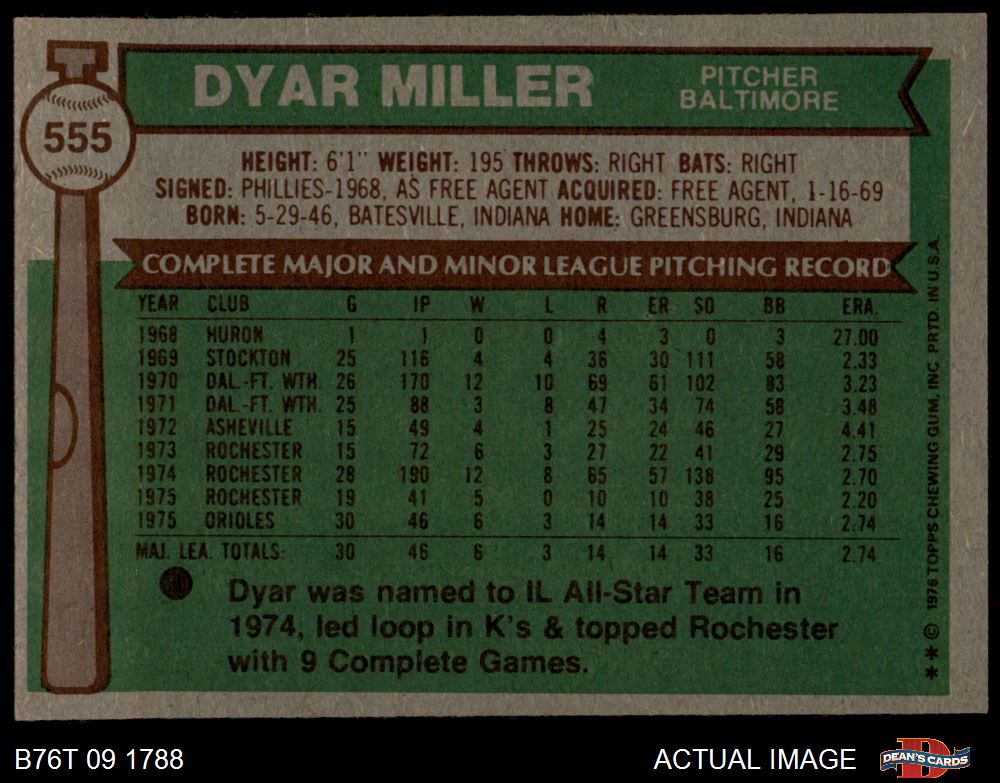 555
DYAR MILLER
PITCHER
BALTIMORE
HEIGHT: 6'1" WEIGHT: 195 THROWS: RIGHT BATS: RIGHT
SIGNED: PHILLIES-1968, AS FREE AGENT ACQUIRED: FREE AGENT, 1-16-69
BORN: 5-29-46, BATESVILLE, INDIANA HOME: GREENSBURG, INDIANA
COMPLETE MAJOR AND MINOR LEAGUE PITCHING RECORD
YEAR CLUB G IP W L R ER SO BB ERA.
1968 HURON 1 1 0 0 4 3 0 3 27.00
1969 STOCKTON 25 116 4 4 36 30 111 58 2.33
1970 DAL.-FT. WTH. 26 170 12 10 69 61 102 83 3.23
1971 DAL.-FT. WTH. 25 88 3 8 47 34 74 58 3.48
1972 ASHEVILLE 15 49 4 1 25 24 46 27 4.41
1973 ROCHESTER 15 72 6 3 27 22 41 29 2.75
1974 ROCHESTER 28 190 12 8 65 57 138 95 2.70
1975 ROCHESTER 19 41 5 0 10 10 38 25 2.20
1975 ORIOLES 30 46 6 3 14 14 33 16 2.74
MAJ. LEA. TOTALS: 30 46 6 3 14 14 33 16 2.74
Dyar was named to IL All-Star Team in
1974, led loop in K's & topped Rochester
with 9 Complete Games.
** © 1976 TOPPS CHEWING GUM, INC PRTD. IN U.S.A.
B76T 09 1788
ACTUAL IMAGE
DEAN'S CARDS